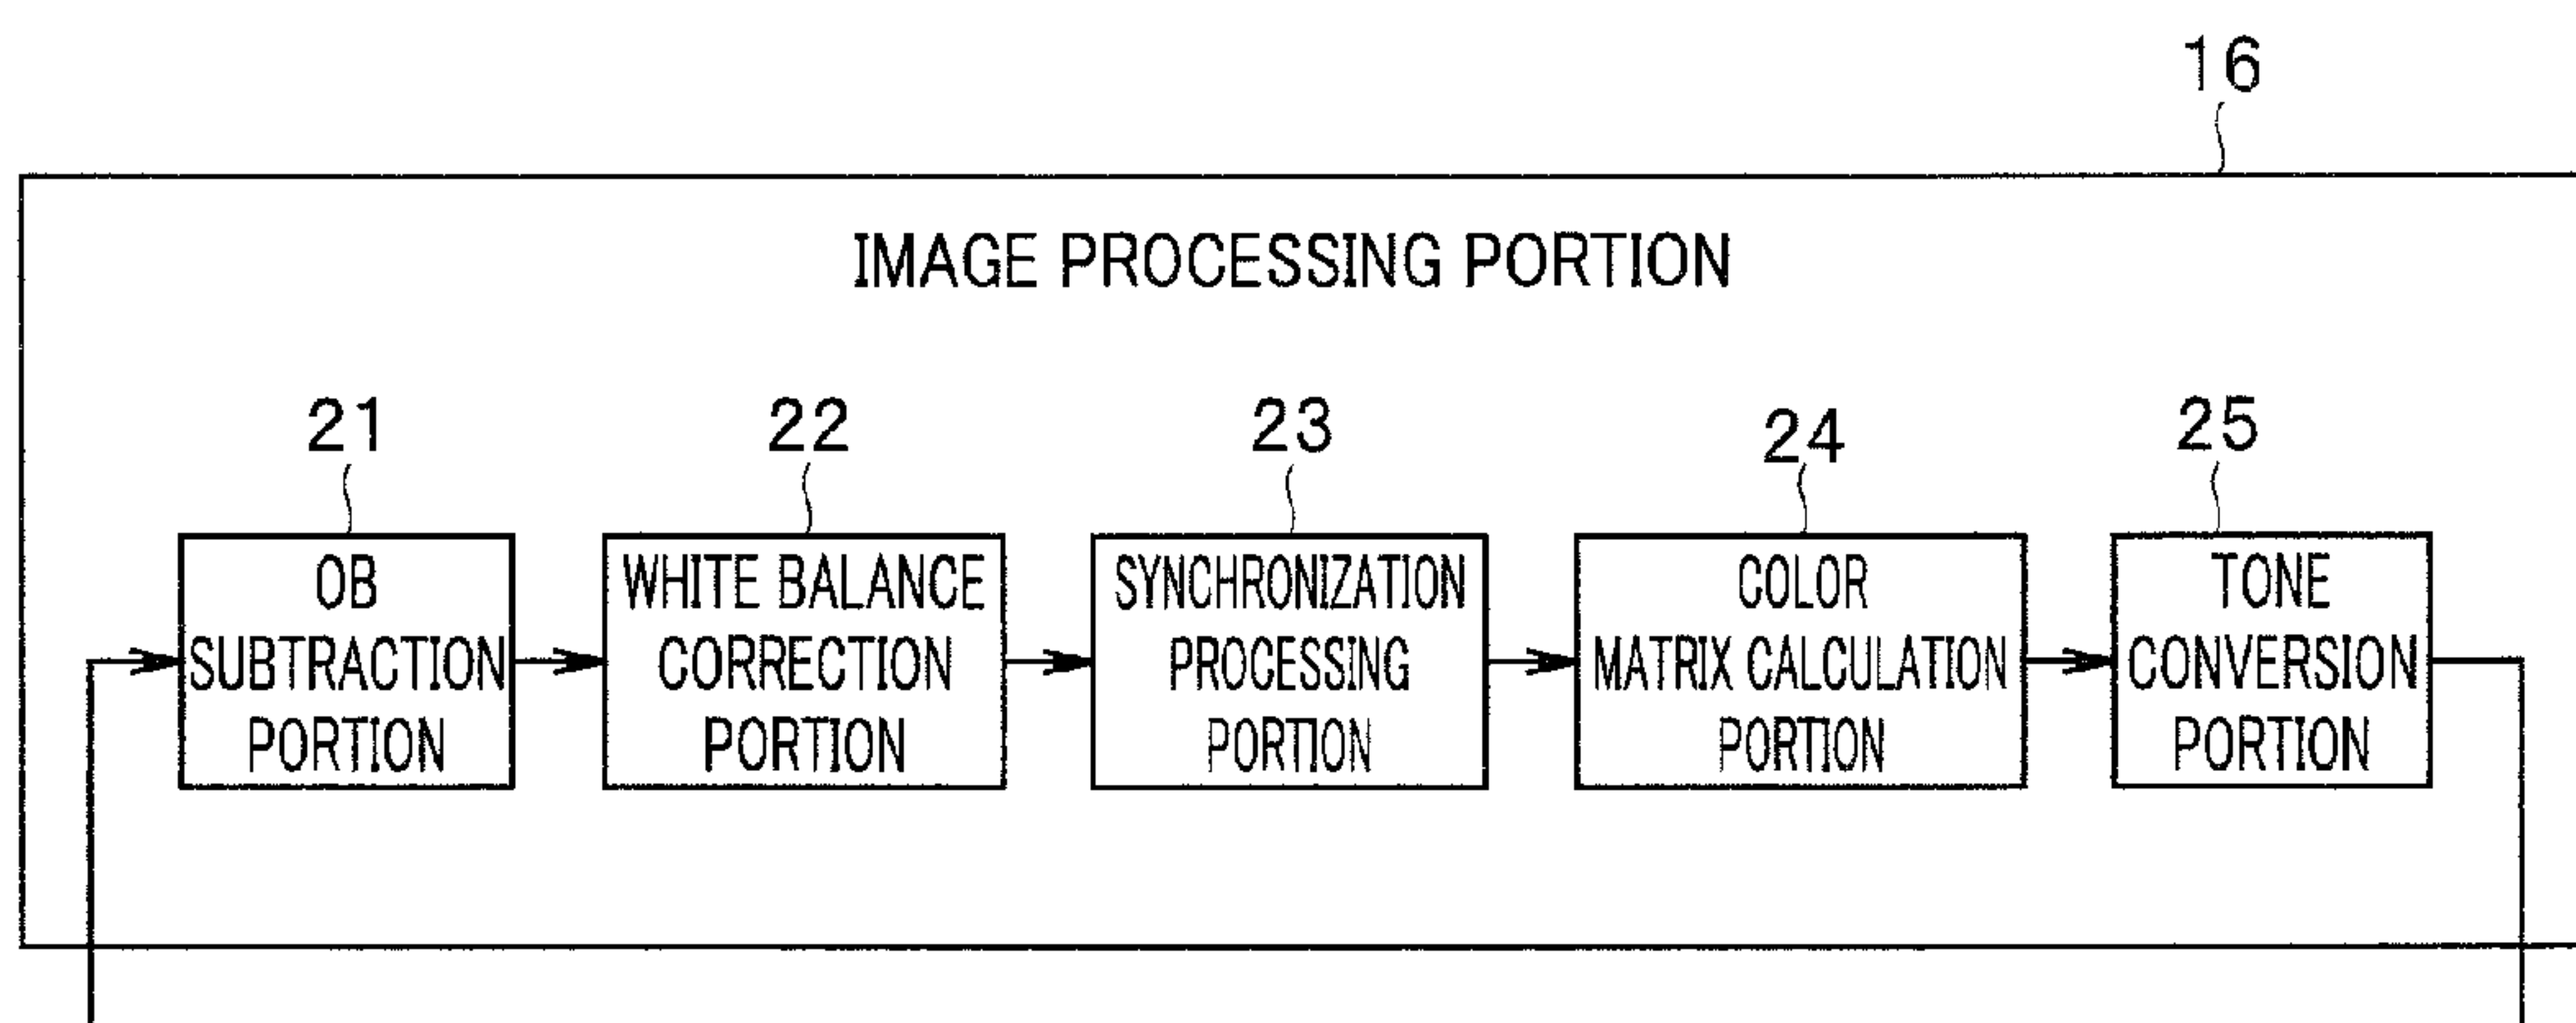 16
IMAGE PROCESSING PORTION
21
22
23
24
25
OB
SUBTRACTION
PORTION
WHITE BALANCE
CORRECTION
PORTION
SYNCHRONIZATION
PROCESSING
PORTION
COLOR
MATRIX CALCULATION
PORTION
TONE
CONVERSION
PORTION